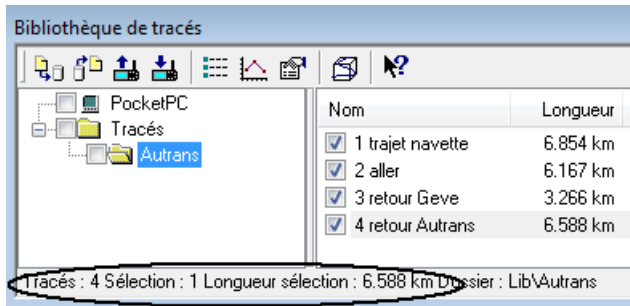 Bibliothèque de tracés
PocketPC
Tracés
Autrans
Nom Longueur
1 trajet navette 6.854 km
2 aller 6.167 km
3 retour Geve 3.266 km
4 retour Autrans 6.588 km
Tracés : 4 Sélection : 1 Longueur sélection : 6.588 km Dossier : Lib\Autrans